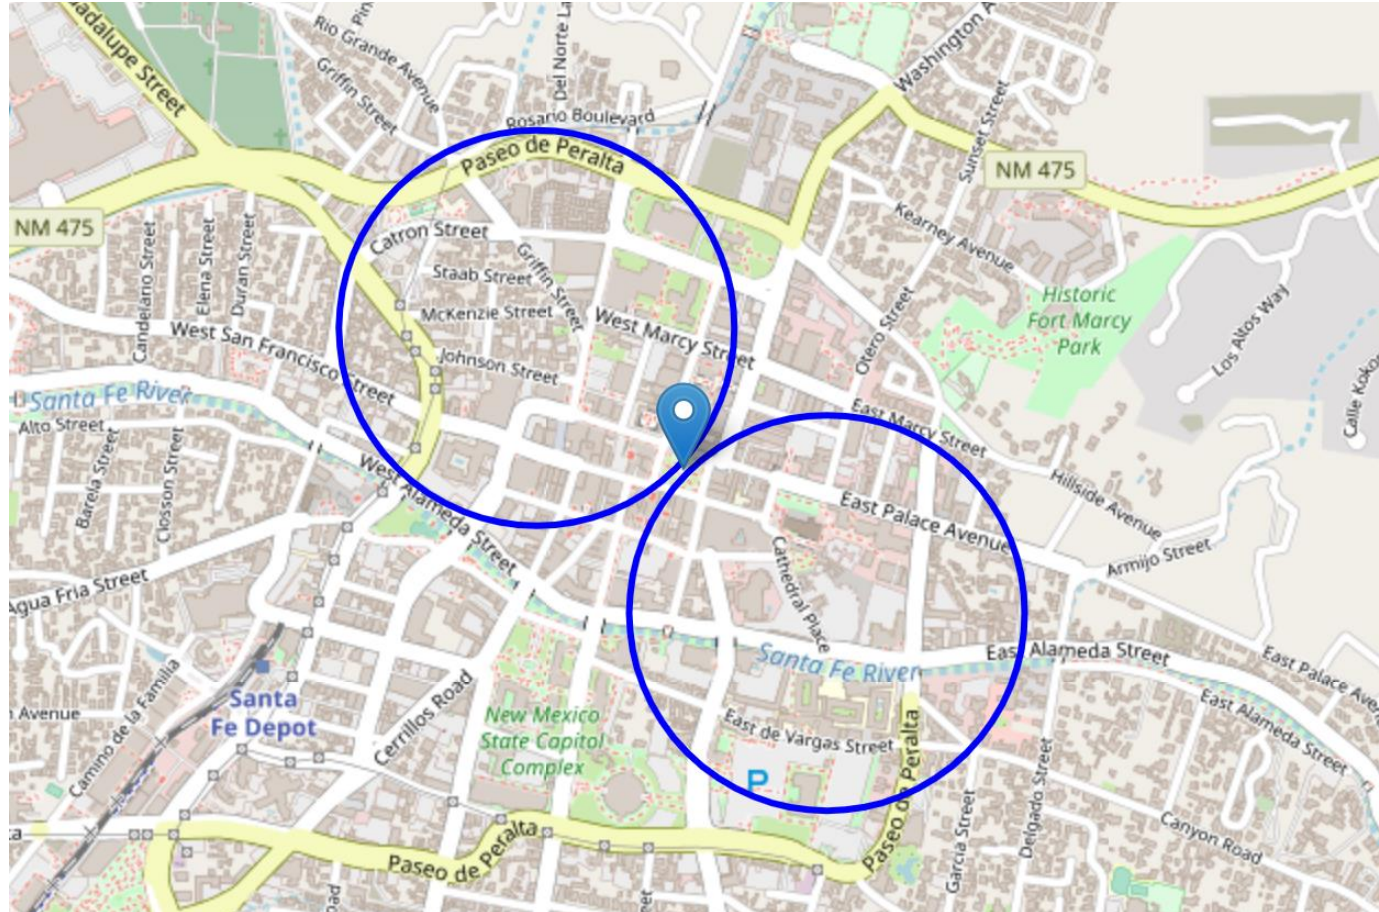 adalupe Street
Rio Grande Avenue
Griffin Street
Del Norte La
Rosario Boulevard
Washington A
Paseo de Peralta
Sunset Street
NM 475
NM 475
Candelario Street
Elena Street
Duran Street
Catron Street
Staab Street
Griffin Street
McKenzie Street
Kearney Avenue
Historic
Fort Marcy
Park
Otero Street
Los Altos Way
Calle Koko
West San Francisco Street
Johnson Street
West Marcy Street
Santa Fe River
Alto Street
Barela Street
Closson Street
West Alameda Street
East Marcy Street
Hillside Avenue
East Palace Avenue
Armijo Street
Cathedral Place
Agua Fria Street
Santa Fe River
East Alameda Street
East Palace Ave
East Alameda Street
Santa
Fe Depot
Avenue
Camino de la Familia
Cerrillos Road
New Mexico
State Capitol
Complex
East de Vargas Street
P
Paseo de Peralta
Garcia Street
Delgado Street
Canyon Road
Paseo de Peralta